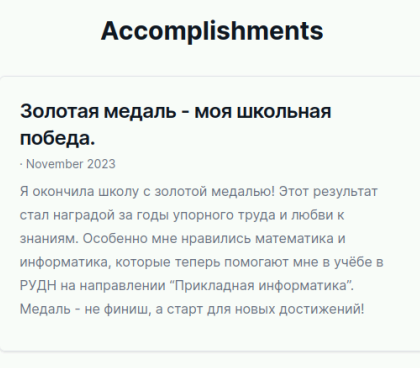 Accomplishments
Золотая медаль - моя школьная
победа.
· November 2023
Я окончила школу с золотой медалью! Этот результат
стал наградой за годы упорного труда и любви к
знаниям. Особенно мне нравились математика и
информатика, которые теперь помогают мне в учёбе в
РУДН на направлении “Прикладная информатика”.
Медаль - не финиш, а старт для новых достижений!